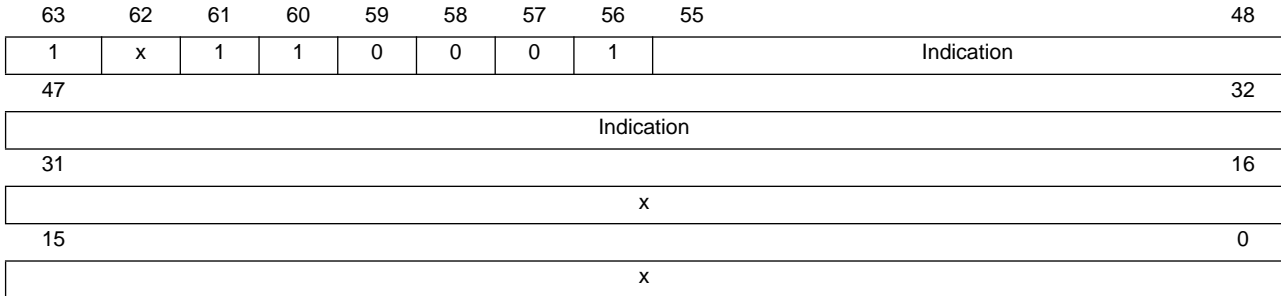 63 62 61 60 59 58 57 56 55 48
1 x 1 1 0 0 0 1 Indication
47 32
Indication
31 16
x
15 0
x